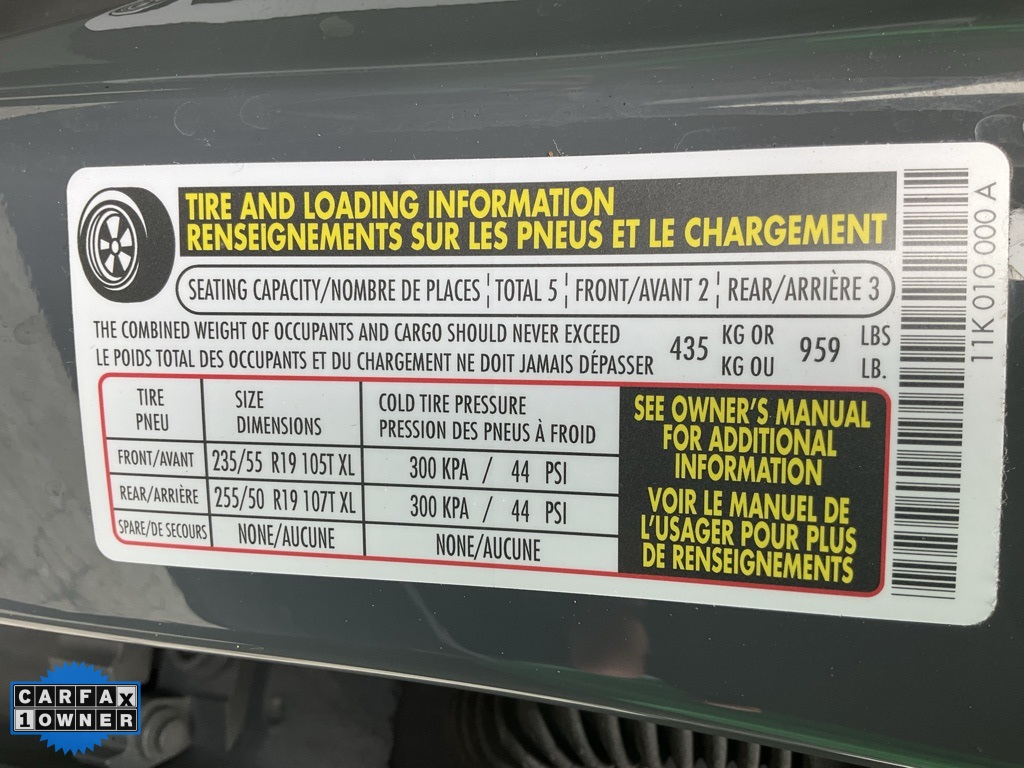 TIRE AND LOADING INFORMATION
RENSEIGNEMENTS SUR LES PNEUS ET LE CHARGEMENT
SEATING CAPACITY/NOMBRE DE PLACES TOTAL 5 FRONT/AVANT 2 REAR/ARRIÈRE 3
THE COMBINED WEIGHT OF OCCUPANTS AND CARGO SHOULD NEVER EXCEED
LE POIDS TOTAL DES OCCUPANTS ET DU CHARGEMENT NE DOIT JAMAIS DÉPASSER
435 KG OR 959 LBS
KG OU LB.
TIRE SIZE COLD TIRE PRESSURE
PNEU DIMENSIONS PRESSION DES PNEUS À FROID
FRONT/AVANT 235/55 R19 105T XL 300 KPA / 44 PSI
REAR/ARRIÈRE 255/50 R19 107T XL 300 KPA / 44 PSI
SPARE/DE SECOURS NONE/AUCUNE NONE/AUCUNE
SEE OWNER'S MANUAL
FOR ADDITIONAL
INFORMATION
VOIR LE MANUEL DE
L'USAGER POUR PLUS
DE RENSEIGNEMENTS
11K 010 000 A
CARFAX
1 OWNER